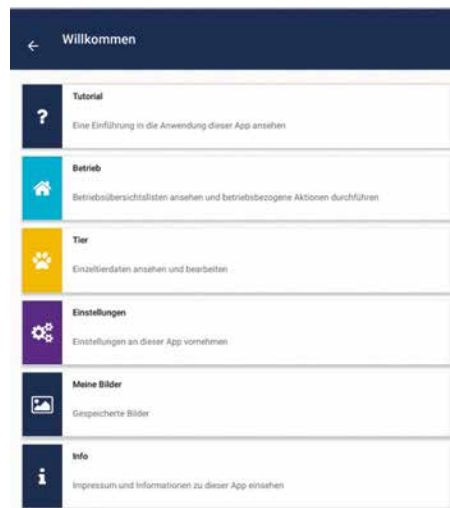 Willkommen
Tutorial
Eine Einführung in die Anwendung dieser App ansehen
Betrieb
Betriebsübersichtslisten ansehen und betriebsbezogene Aktionen durchführen
Tier
Einzeltierdaten ansehen und bearbeiten
Einstellungen
Einstellungen an dieser App vornehmen
Meine Bilder
Gespeicherte Bilder
Info
Impressum und Informationen zu dieser App einsehen